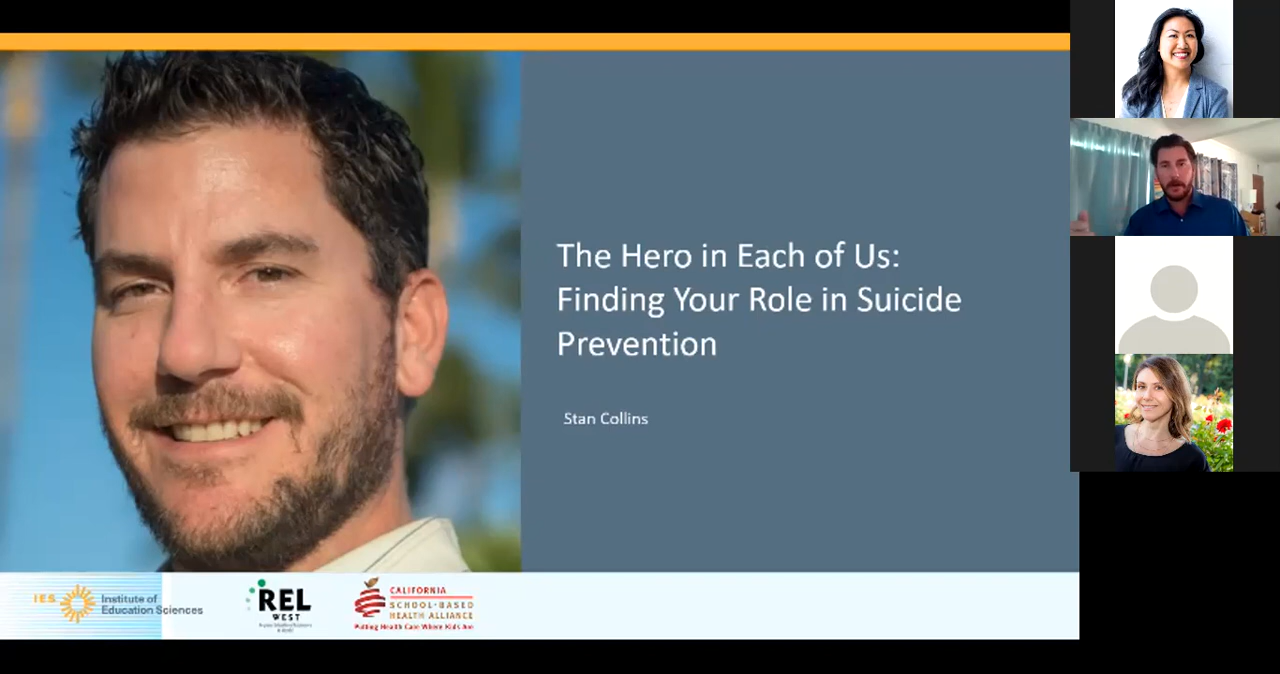 The Hero in Each of Us:
Finding Your Role in Suicide
Prevention
Stan Collins
IES
Institute of
Education Sciences
REL
WEST
CALIFORNIA
SCHOOL-BASED
HEALTH ALLIANCE
Putting Health Care Where Kids Are